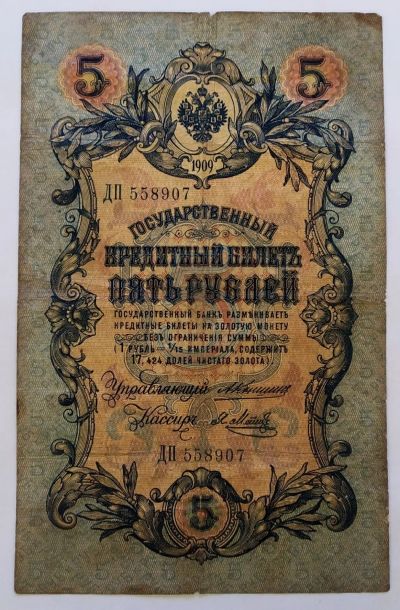 5 5
1909
ДП 558907
ГОСУДАРСТВЕННЫЙ
КРЕДИТНЫЙ БИЛЕТЪ
ПЯТЬ РУБЛЕЙ
ГОСУДАРСТВЕННЫЙ БАНКЪ РАЗМѢНИВАЕТЪ
КРЕДИТНЫЕ БИЛЕТЫ НА ЗОЛОТУЮ МОНЕТУ
БЕЗЪ ОГРАНИЧЕНІЯ СУММЫ
(1 РУБЛЬ = 1/15 ИМПЕРІАЛА, СОДЕРЖИТЪ
17,424 ДОЛЕЙ ЧИСТАГО ЗОЛОТА).
Управляющій
Кассиръ
ДП 558907
5